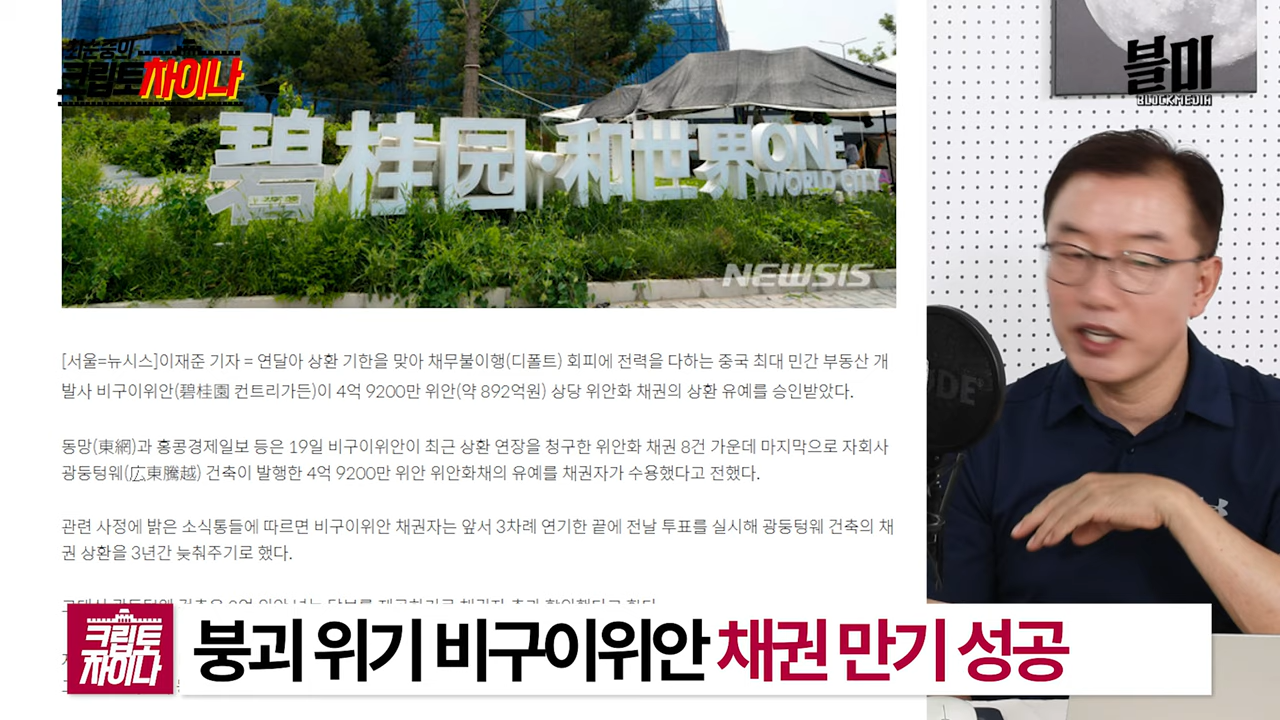 크립토차이나
블미
BLOCKMEDIA
碧桂园·和世界 ONE
WORLD CITY
NEWSIS
[서울=뉴시스]이재준 기자 = 연달아 상환 기한을 맞아 채무불이행(디폴트) 회피에 전력을 다하는 중국 최대 민간 부동산 개
발사 비구이위안(碧桂園 컨트리가든)이 4억 9200만 위안(약 892억원) 상당 위안화 채권의 상환 유예를 승인받았다.
동망(東網)과 홍콩경제일보 등은 19일 비구이위안이 최근 상환 연장을 청구한 위안화 채권 8건 가운데 마지막으로 자회사
광둥텅웨(広東騰越) 건축이 발행한 4억 9200만 위안 위안화채의 유예를 채권자가 수용했다고 전했다.
관련 사정에 밝은 소식통들에 따르면 비구이위안 채권자는 앞서 3차례 연기한 끝에 전날 투표를 실시해 광둥텅웨 건축의 채
권 상환을 3년간 늦춰주기로 했다.
크립토
차이나
붕괴 위기 비구이위안 채권 만기 성공